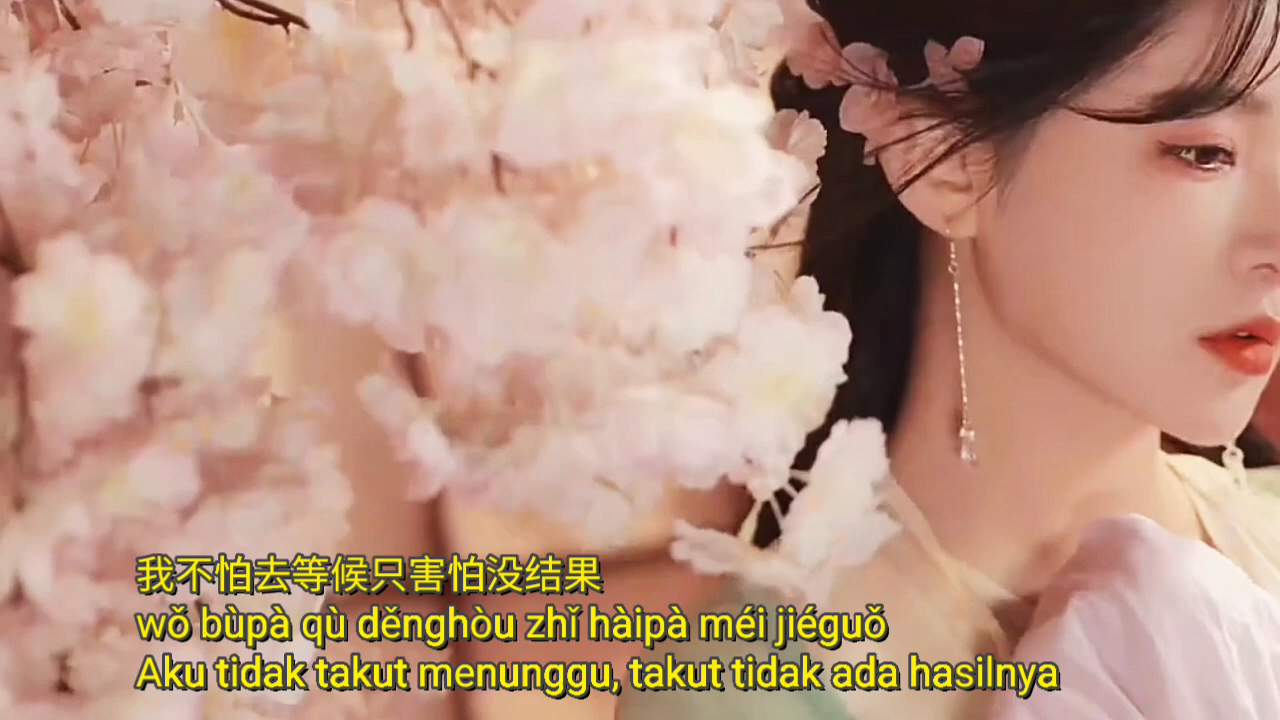 我不怕去等候只害怕没结果
wǒ bùpà qù děnghòu zhǐ hàipà méi jiéguǒ
Aku tidak takut menunggu, takut tidak ada hasilnya